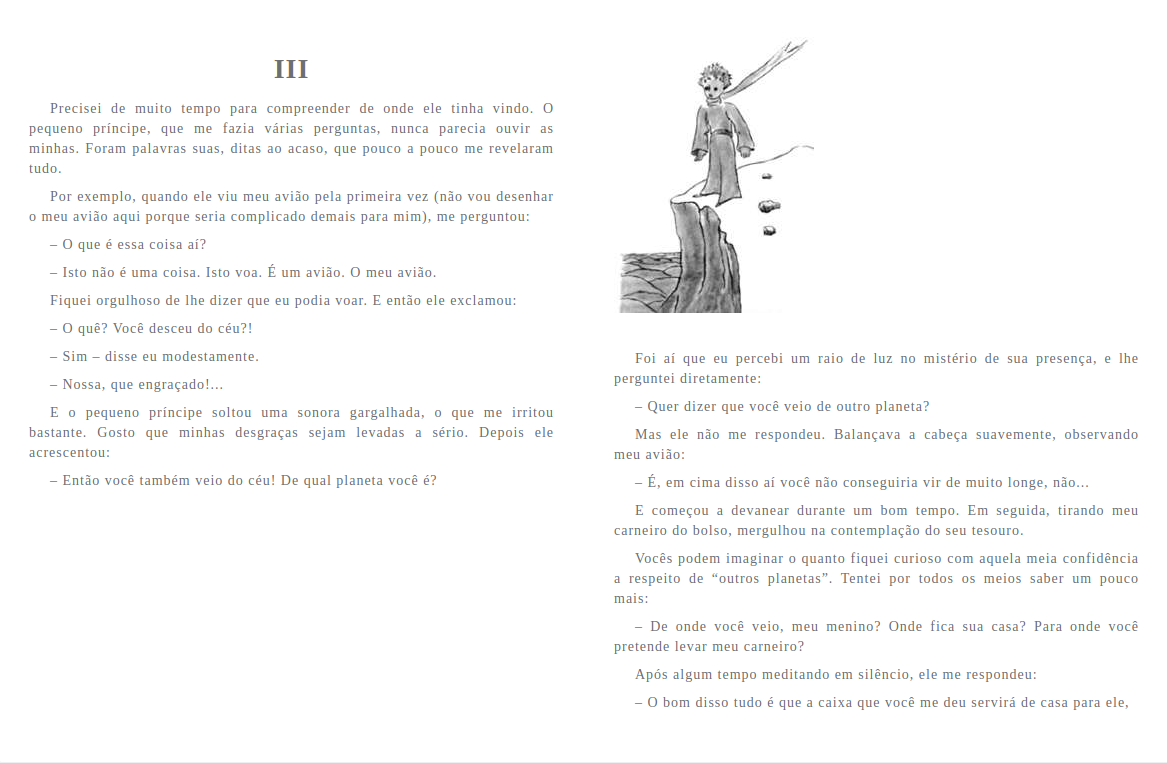 III
Precisei de muito tempo para compreender de onde ele tinha vindo. O
pequeno príncipe, que me fazia várias perguntas, nunca parecia ouvir as
minhas. Foram palavras suas, ditas ao acaso, que pouco a pouco me revelaram
tudo.
Por exemplo, quando ele viu meu avião pela primeira vez (não vou desenhar
o meu avião aqui porque seria complicado demais para mim), me perguntou:
– O que é essa coisa aí?
– Isto não é uma coisa. Isto voa. É um avião. O meu avião.
Fiquei orgulhoso de lhe dizer que eu podia voar. E então ele exclamou:
– O quê? Você desceu do céu?!
– Sim – disse eu modestamente.
– Nossa, que engraçado!...
E o pequeno príncipe soltou uma sonora gargalhada, o que me irritou
bastante. Gosto que minhas desgraças sejam levadas a sério. Depois ele
acrescentou:
– Então você também veio do céu! De qual planeta você é?
Foi aí que eu percebi um raio de luz no mistério de sua presença, e lhe
perguntei diretamente:
– Quer dizer que você veio de outro planeta?
Mas ele não me respondeu. Balançava a cabeça suavemente, observando
meu avião:
– É, em cima disso aí você não conseguiria vir de muito longe, não...
E começou a devanear durante um bom tempo. Em seguida, tirando meu
carneiro do bolso, mergulhou na contemplação do seu tesouro.
Vocês podem imaginar o quanto fiquei curioso com aquela meia confidência
a respeito de “outros planetas”. Tentei por todos os meios saber um pouco
mais:
– De onde você veio, meu menino? Onde fica sua casa? Para onde você
pretende levar meu carneiro?
Após algum tempo meditando em silêncio, ele me respondeu:
– O bom disso tudo é que a caixa que você me deu servirá de casa para ele,